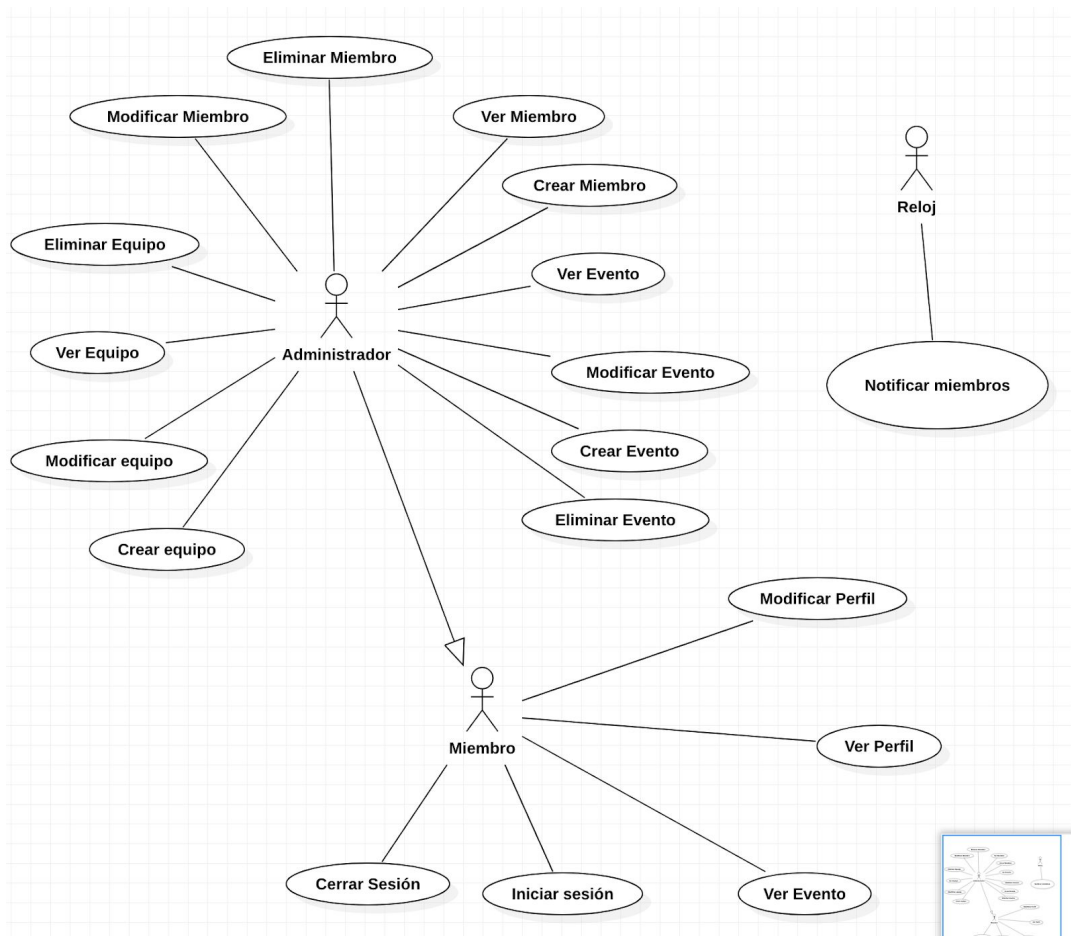 Eliminar Miembro
Modificar Miembro
Ver Miembro
Crear Miembro
Reloj
Eliminar Equipo
Ver Evento
Ver Equipo
Administrador
Modificar Evento
Notificar miembros
Modificar equipo
Crear Evento
Eliminar Evento
Crear equipo
Modificar Perfil
Ver Perfil
Miembro
Cerrar Sesión
Iniciar sesión
Ver Evento